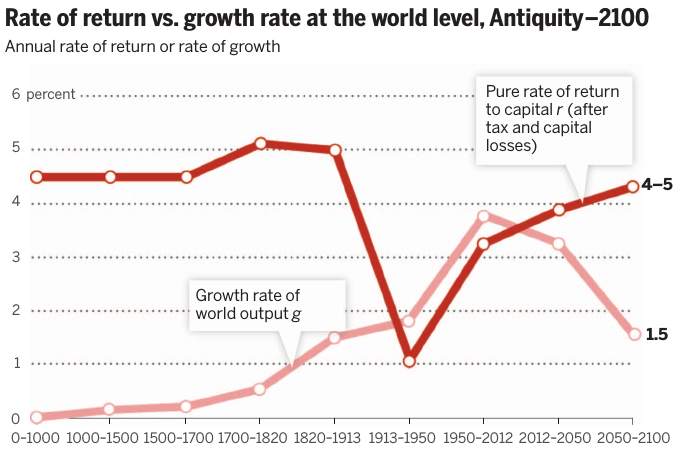 Rate of return vs. growth rate at the world level, Antiquity–2100
Annual rate of return or rate of growth
6 percent
Pure rate of return
to capital r (after
tax and capital
losses)
5
4
4–5
3
Growth rate of
world output g
2
1.5
1
0
0–1000 1000–1500 1500–1700 1700–1820 1820–1913 1913–1950 1950–2012 2012–2050 2050–2100